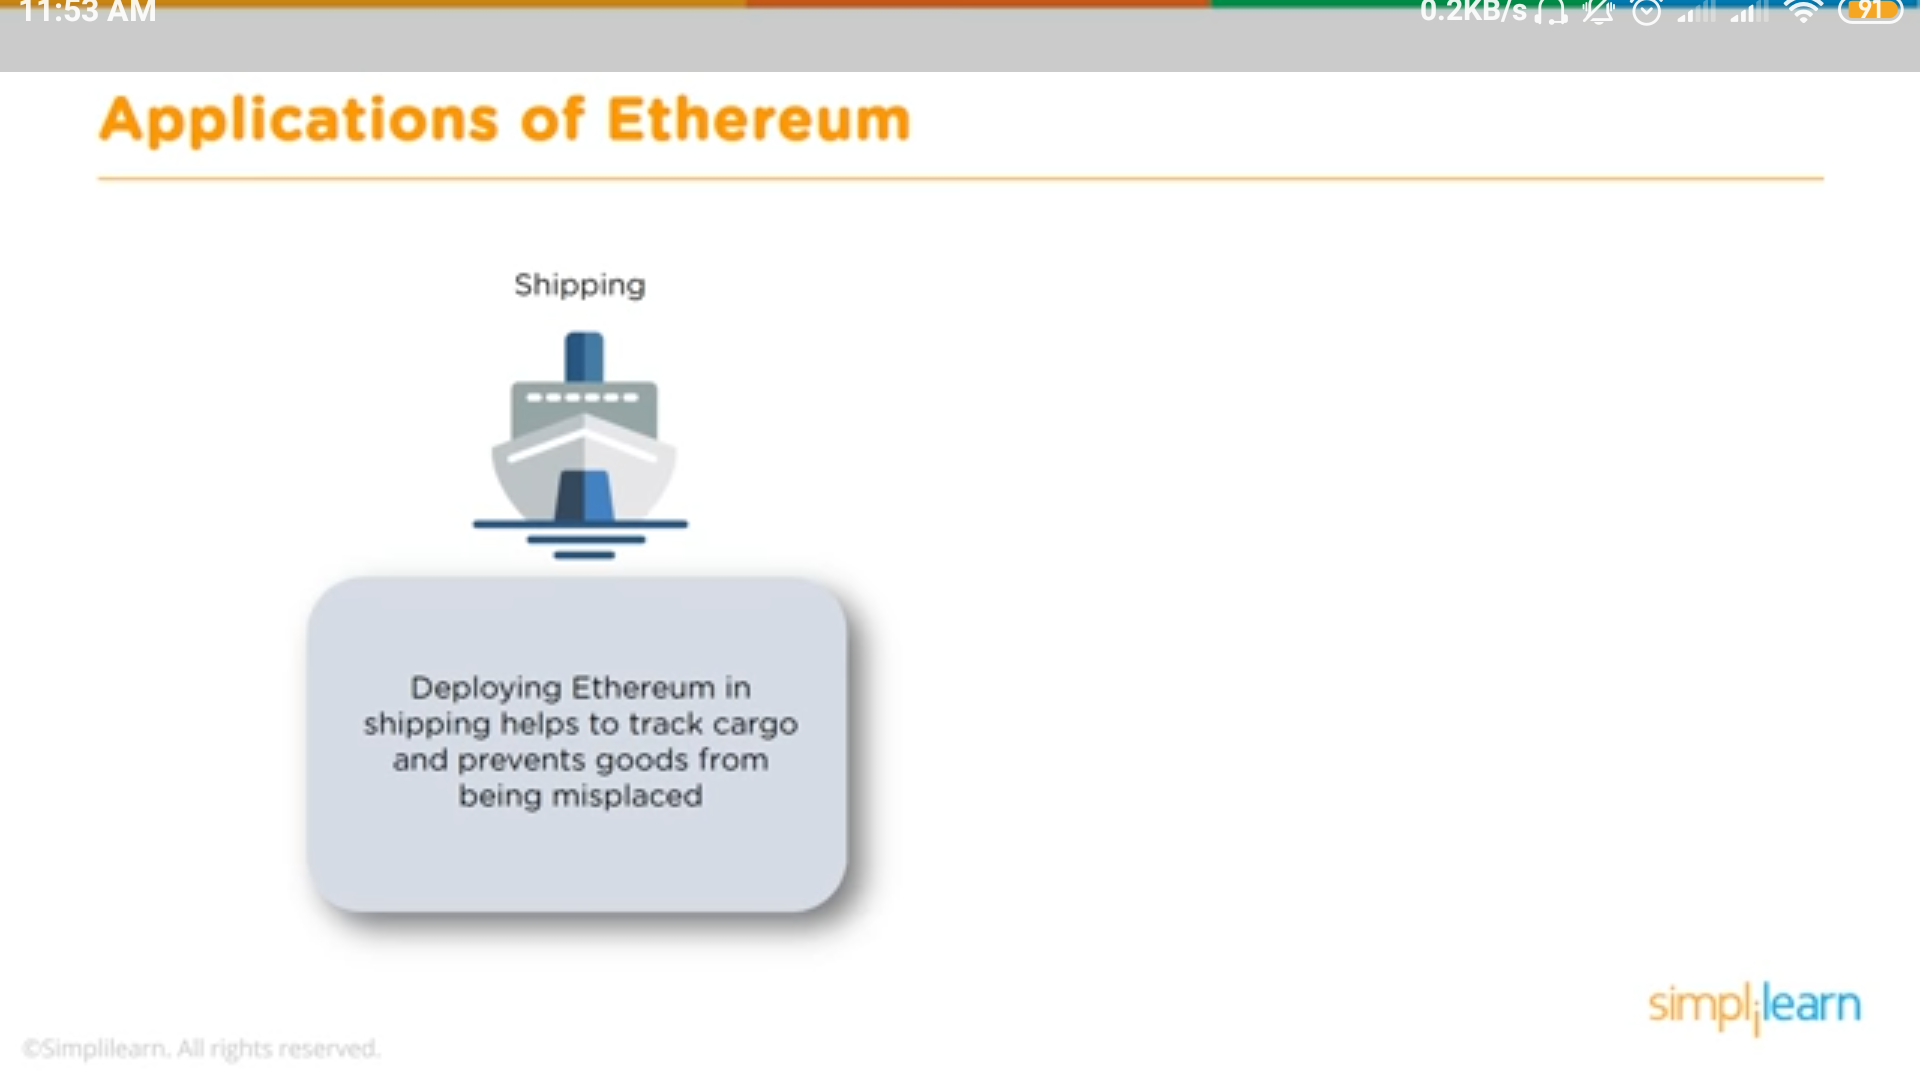 11:53 AM
0.2KB/s
91
Applications of Ethereum
Shipping
Deploying Ethereum in
shipping helps to track cargo
and prevents goods from
being misplaced
simplilearn
©Simplilearn. All rights reserved.